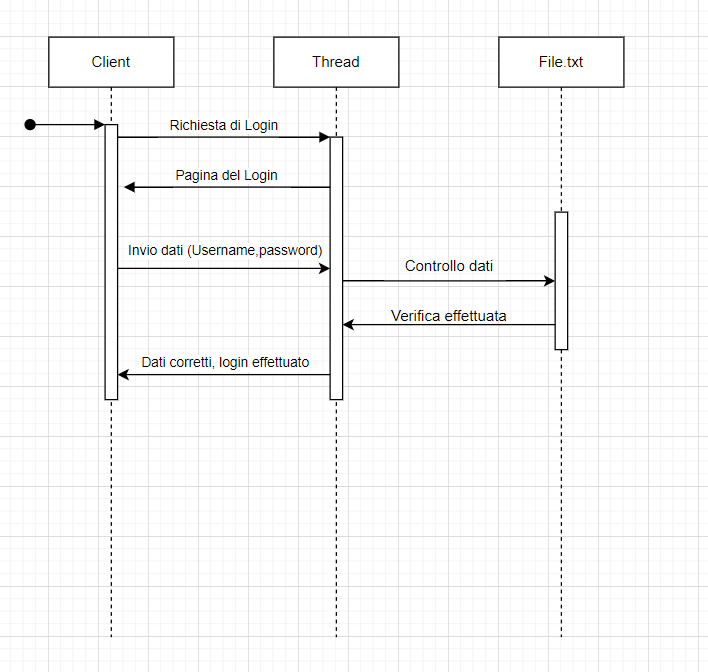 Client
Thread
File.txt
Richiesta di Login
Pagina del Login
Invio dati (Username,password)
Controllo dati
Verifica effettuata
Dati corretti, login effettuato